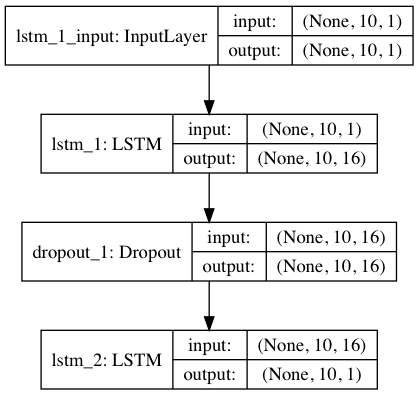 lstm_1_input: InputLayer
input: (None, 10, 1)
output: (None, 10, 1)
lstm_1: LSTM
input: (None, 10, 1)
output: (None, 10, 16)
dropout_1: Dropout
input: (None, 10, 16)
output: (None, 10, 16)
lstm_2: LSTM
input: (None, 10, 16)
output: (None, 10, 1)